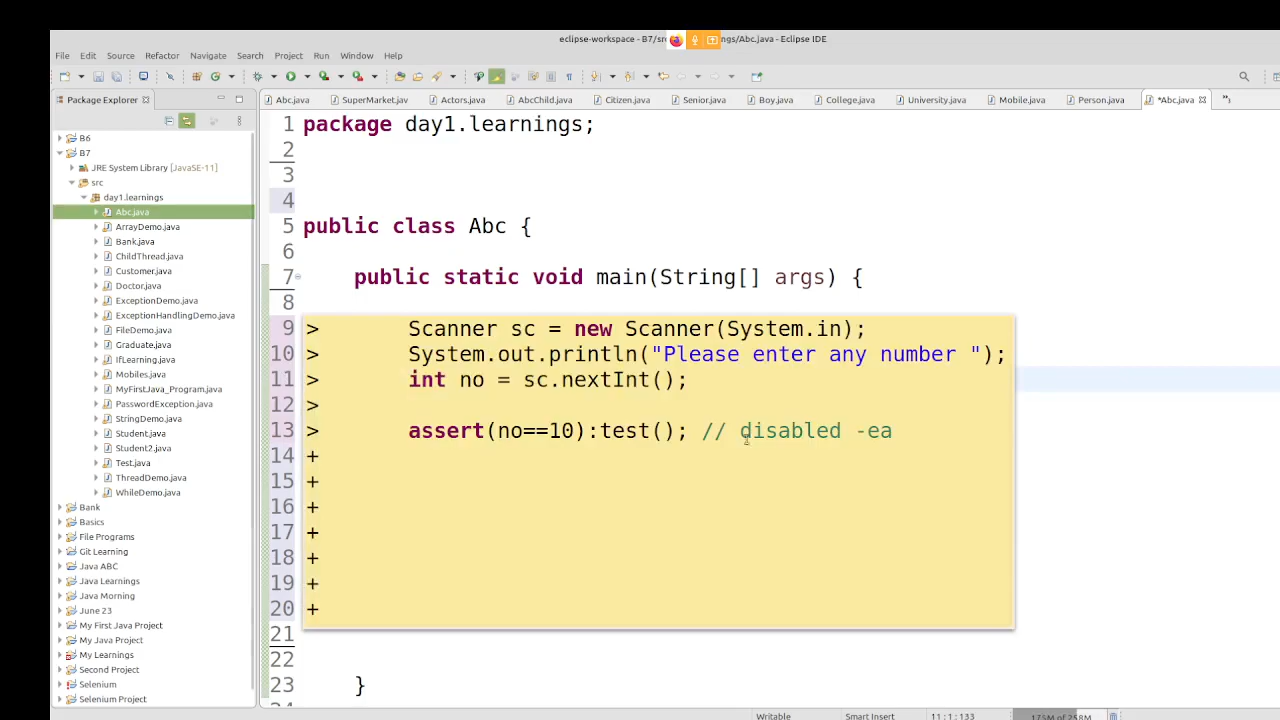 eclipse-workspace - B7/src ngs/Abc.java - Eclipse IDE
File Edit Source Refactor Navigate Search Project Run Window Help
Package Explorer
Abc.java SuperMarket.jav Actors.java AbcChild.java Citizen.java Senior.java Boy.java College.java University.java Mobile.java Person.java *Abc.java
B6
B7
JRE System Library [JavaSE-11]
src
day1.learnings
Abc.java
ArrayDemo.java
Bank.java
ChildThread.java
Customer.java
Doctor.java
ExceptionDemo.java
ExceptionHandlingDemo.java
FileDemo.java
Graduate.java
IfLearning.java
Mobiles.java
MyFirstJava_Program.java
PasswordException.java
StringDemo.java
Student.java
Student2.java
Test.java
ThreadDemo.java
WhileDemo.java
Bank
Basics
File Programs
Git Learning
Java ABC
Java Learnings
Java Morning
June 23
My First Java Project
My Java Project
My Learnings
Second Project
Selenium
Selenium Project
1 package day1.learnings;
2
3
4
5 public class Abc {
6
7 public static void main(String[] args) {
8
9 > Scanner sc = new Scanner(System.in);
10 > System.out.println("Please enter any number ");
11 > int no = sc.nextInt();
12 >
13 > assert(no==10):test(); // disabled -ea
14 +
15 +
16 +
17 +
18 +
19 +
20 +
21
22
23 }
Writable Smart Insert 11:1:133 175M of 258M